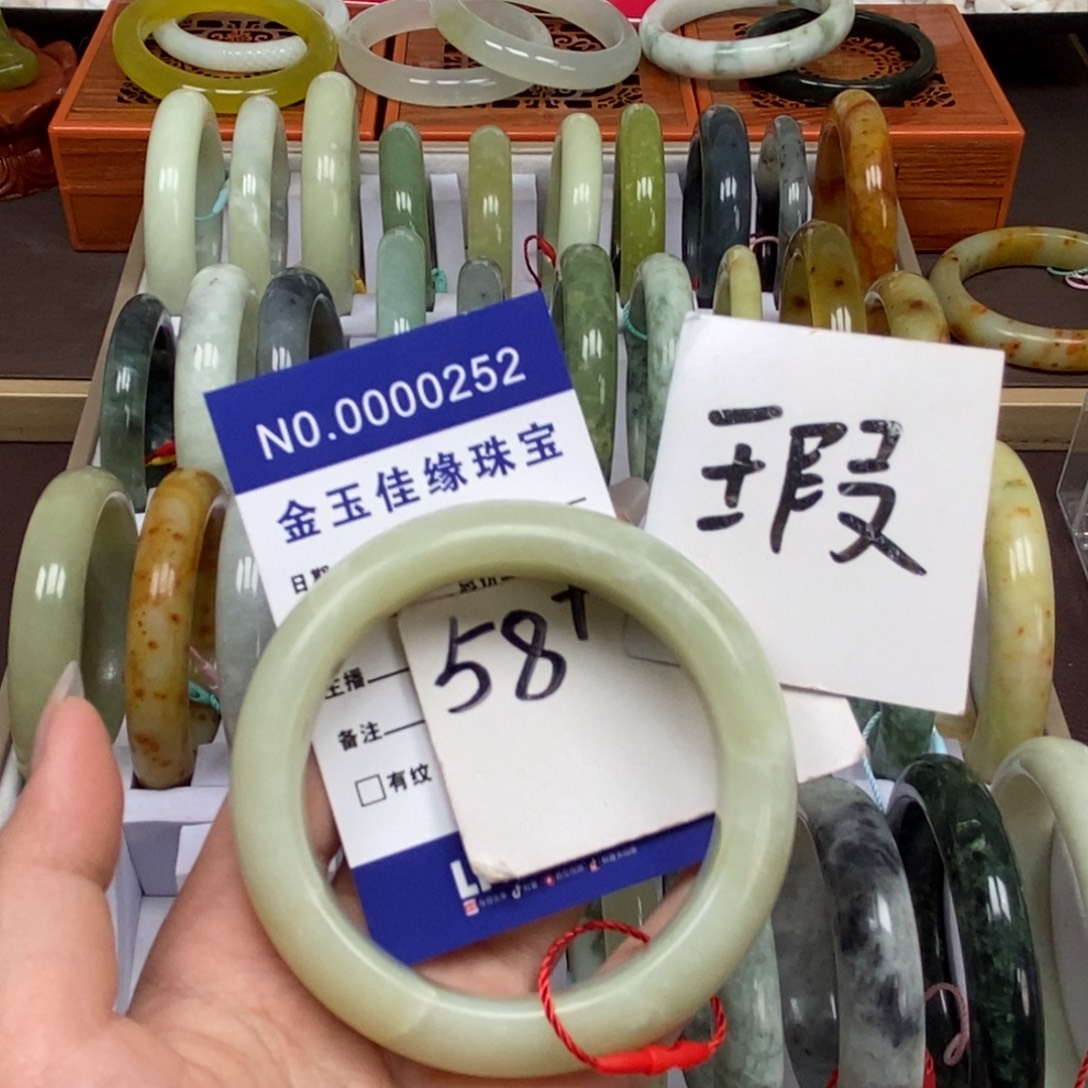 NO.0000252
金玉佳缘珠宝
日期
瑕
58+
主播
备注
□有纹